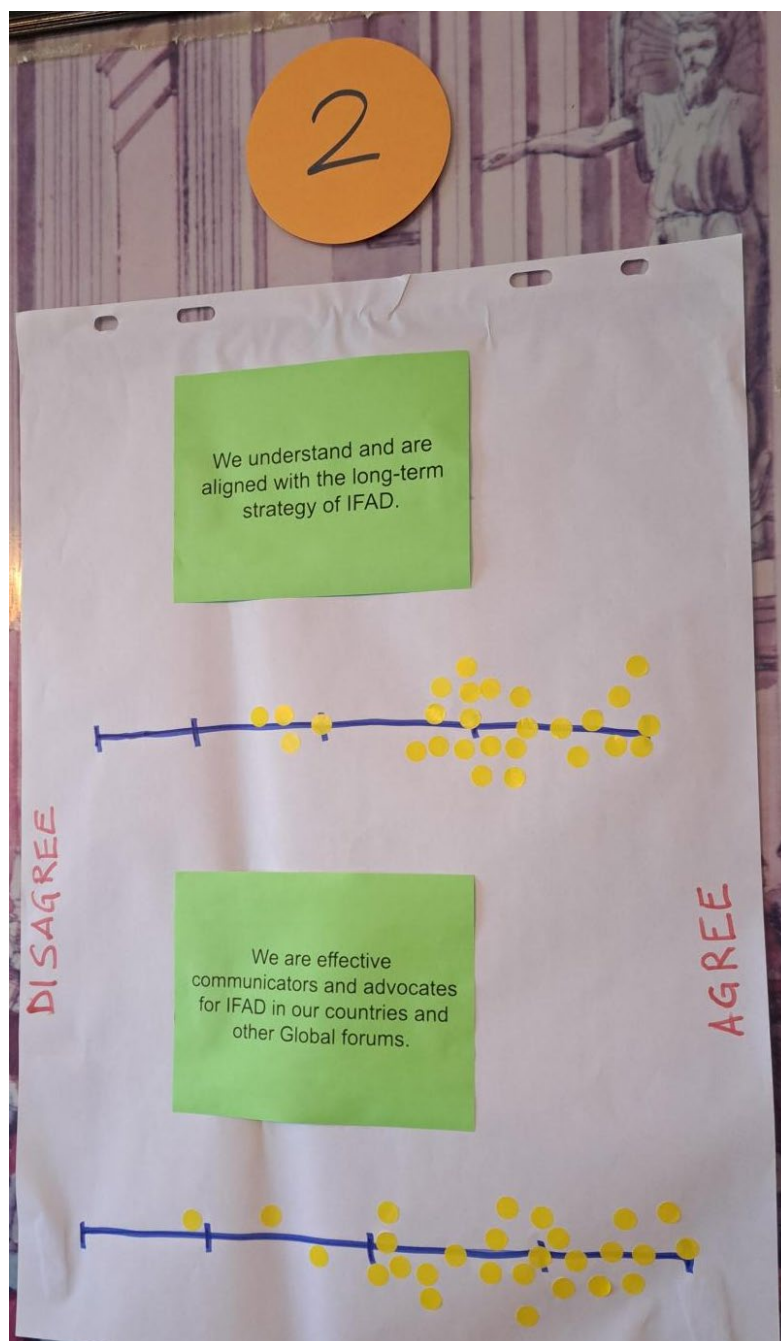 2
We understand and are
aligned with the long-term
strategy of IFAD.
DISAGREE
AGREE
We are effective
communicators and advocates
for IFAD in our countries and
other Global forums.